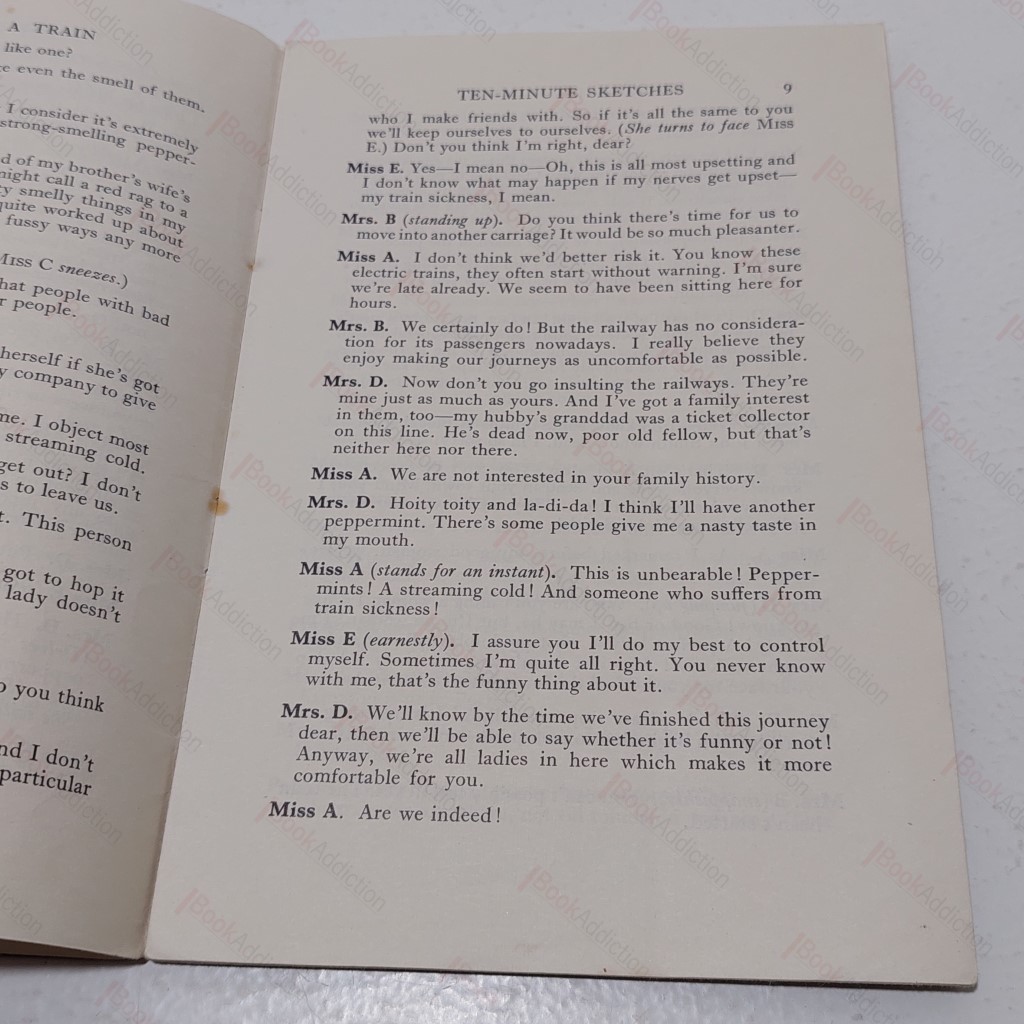 A TRAIN
like one?
even the smell of them.
I consider it's extremely
strong-smelling pepper-
d of my brother's wife's
might call a red rag to a
smelly things in my
quite worked up about
fussy ways any more
MISS C sneezes.)
hat people with bad
r people.
herself if she's got
y company to give
me. I object most
streaming cold.
get out? I don't
s to leave us.
t. This person
got to hop it
lady doesn't
o you think
nd I don't
particular
TEN-MINUTE SKETCHES 9
who I make friends with. So if it's all the same to you
we'll keep ourselves to ourselves. (She turns to face MISS
E.) Don't you think I'm right, dear?
Miss E. Yes—I mean no—Oh, this is all most upsetting and
I don't know what may happen if my nerves get upset—
my train sickness, I mean.
Mrs. B (standing up). Do you think there's time for us to
move into another carriage? It would be so much pleasanter.
Miss A. I don't think we'd better risk it. You know these
electric trains, they often start without warning. I'm sure
we're late already. We seem to have been sitting here for
hours.
Mrs. B. We certainly do! But the railway has no considera-
tion for its passengers nowadays. I really believe they
enjoy making our journeys as uncomfortable as possible.
Mrs. D. Now don't you go insulting the railways. They're
mine just as much as yours. And I've got a family interest
in them, too—my hubby's granddad was a ticket collector
on this line. He's dead now, poor old fellow, but that's
neither here nor there.
Miss A. We are not interested in your family history.
Mrs. D. Hoity toity and la-di-da! I think I'll have another
peppermint. There's some people give me a nasty taste in
my mouth.
Miss A (stands for an instant). This is unbearable! Pepper-
mints! A streaming cold! And someone who suffers from
train sickness!
Miss E (earnestly). I assure you I'll do my best to control
myself. Sometimes I'm quite all right. You never know
with me, that's the funny thing about it.
Mrs. D. We'll know by the time we've finished this journey
dear, then we'll be able to say whether it's funny or not!
Anyway, we're all ladies in here which makes it more
comfortable for you.
Miss A. Are we indeed!
BookAddiction